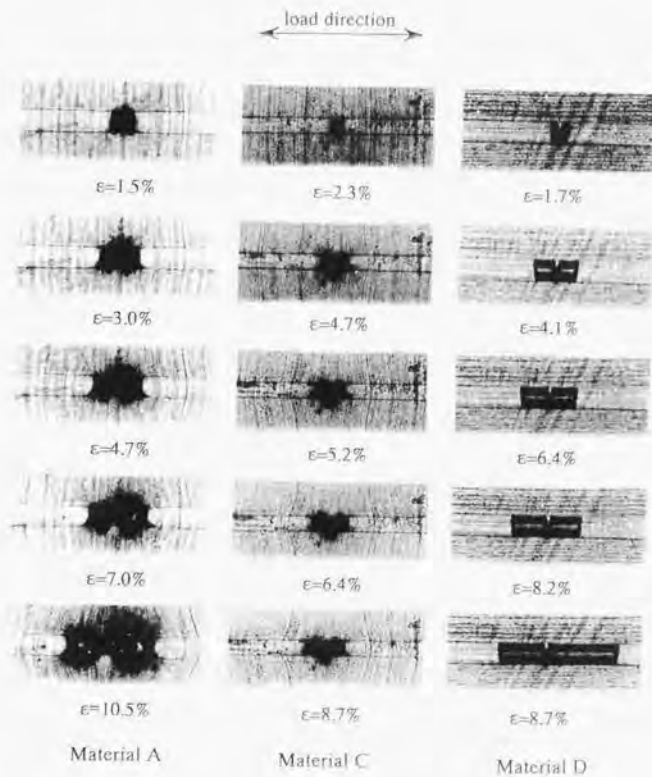 load direction
ε=1.5%
ε=2.3%
ε=1.7%
ε=3.0%
ε=4.7%
ε=4.1%
ε=4.7%
ε=5.2%
ε=6.4%
ε=7.0%
ε=6.4%
ε=8.2%
ε=10.5%
ε=8.7%
ε=8.7%
Material A
Material C
Material D